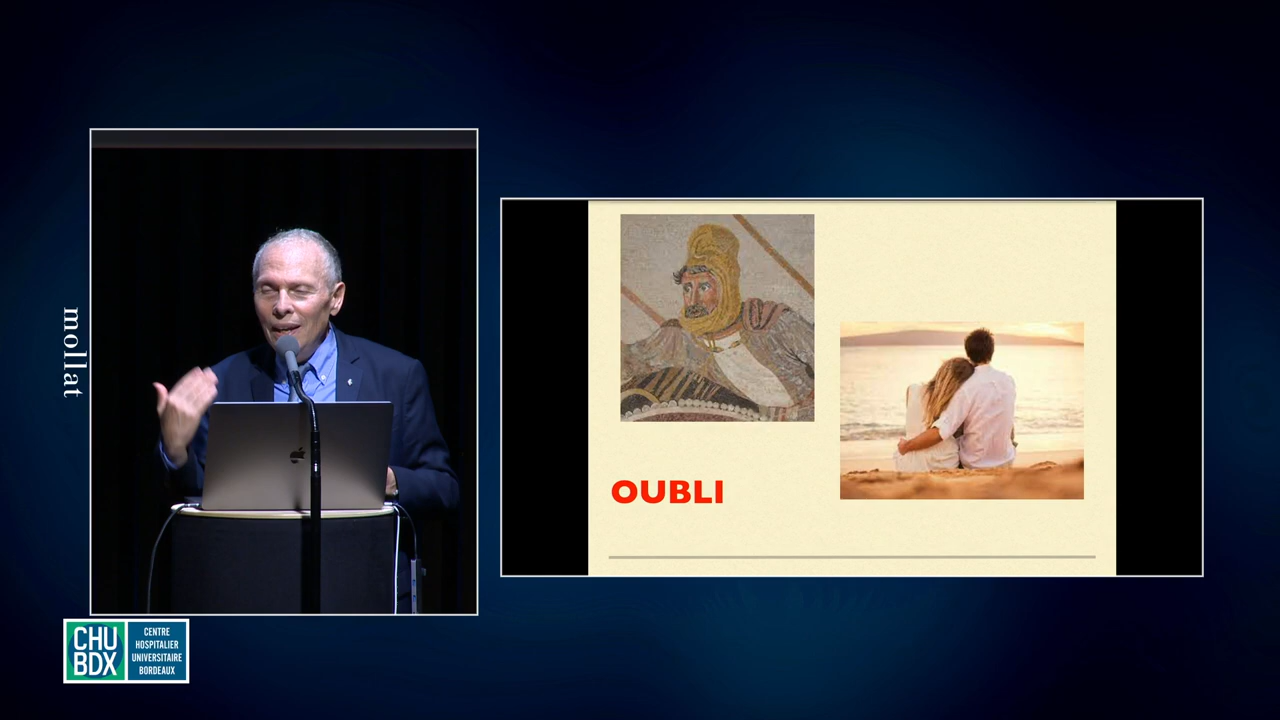 mollat
OUBLI
CHU
BDX
CENTRE
HOSPITALIER
UNIVERSITAIRE
BORDEAUX